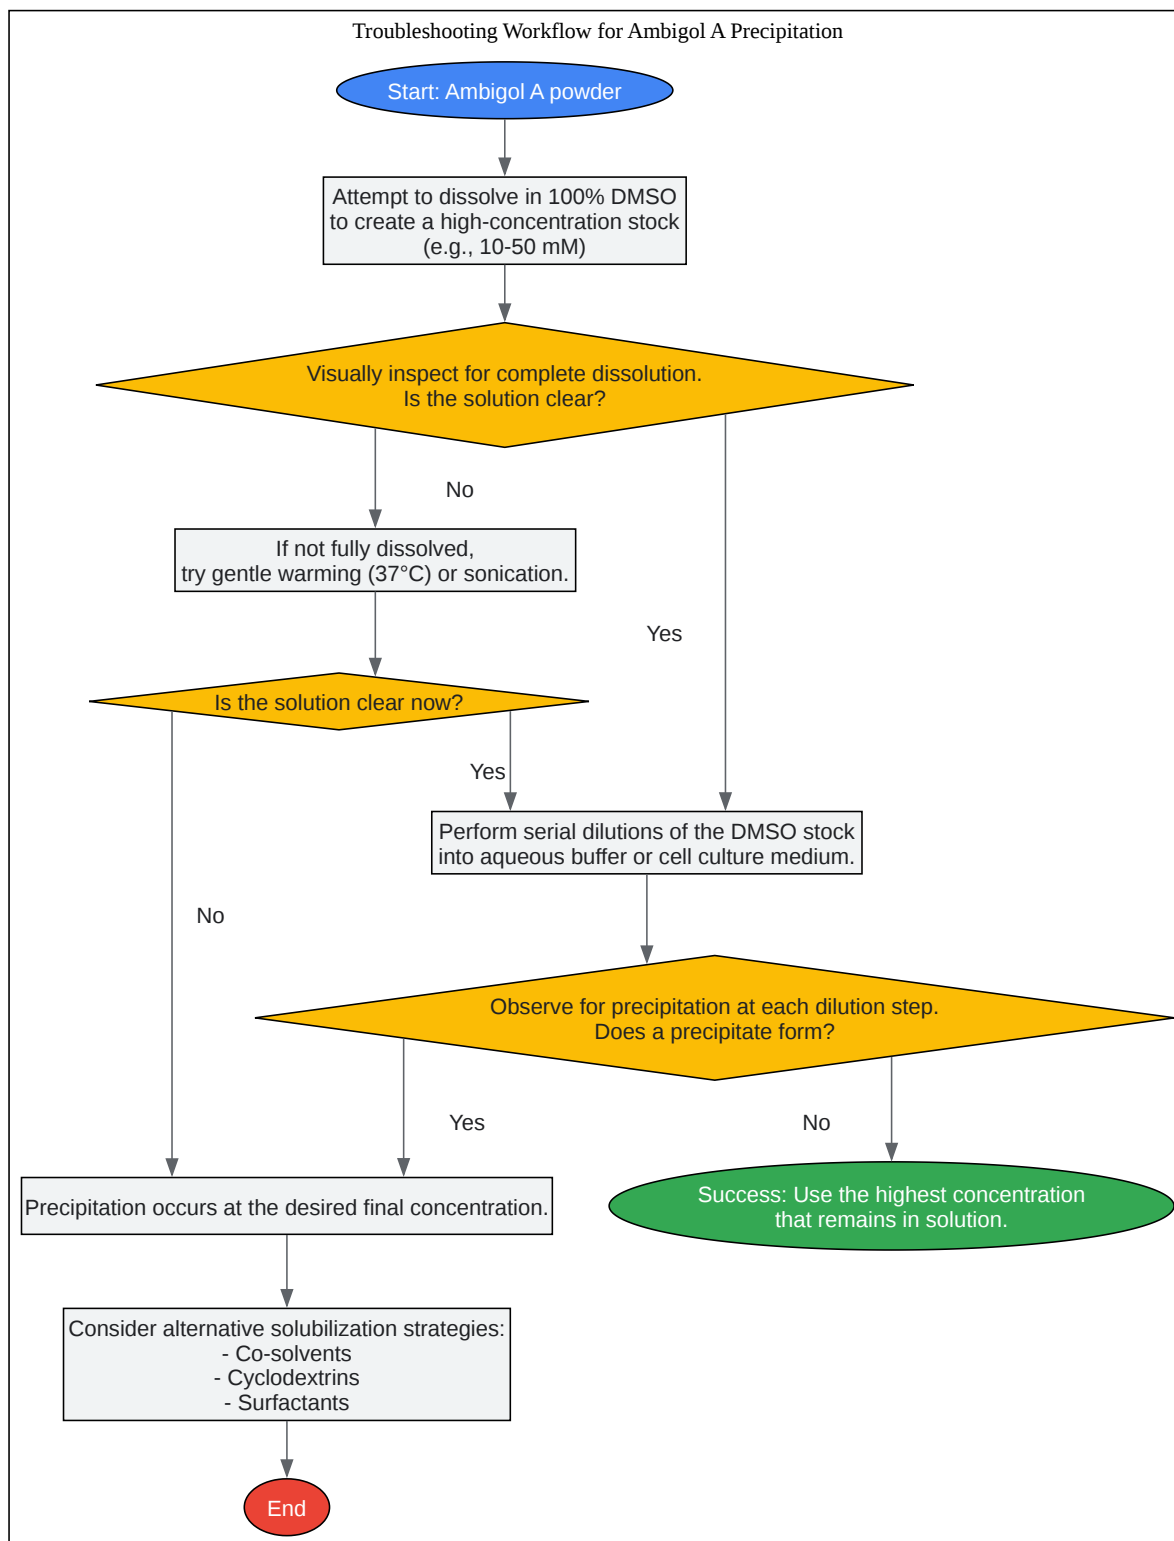 Troubleshooting Workflow for Ambigol A Precipitation
Start: Ambigol A powder
Attempt to dissolve in 100% DMSO
to create a high-concentration stock
(e.g., 10-50 mM)
Visually inspect for complete dissolution.
Is the solution clear?
No
If not fully dissolved,
try gentle warming (37°C) or sonication.
Yes
Is the solution clear now?
Yes
Perform serial dilutions of the DMSO stock
into aqueous buffer or cell culture medium.
No
Observe for precipitation at each dilution step.
Does a precipitate form?
Yes
No
Precipitation occurs at the desired final concentration.
Success: Use the highest concentration
that remains in solution.
Consider alternative solubilization strategies:
- Co-solvents
- Cyclodextrins
- Surfactants
End